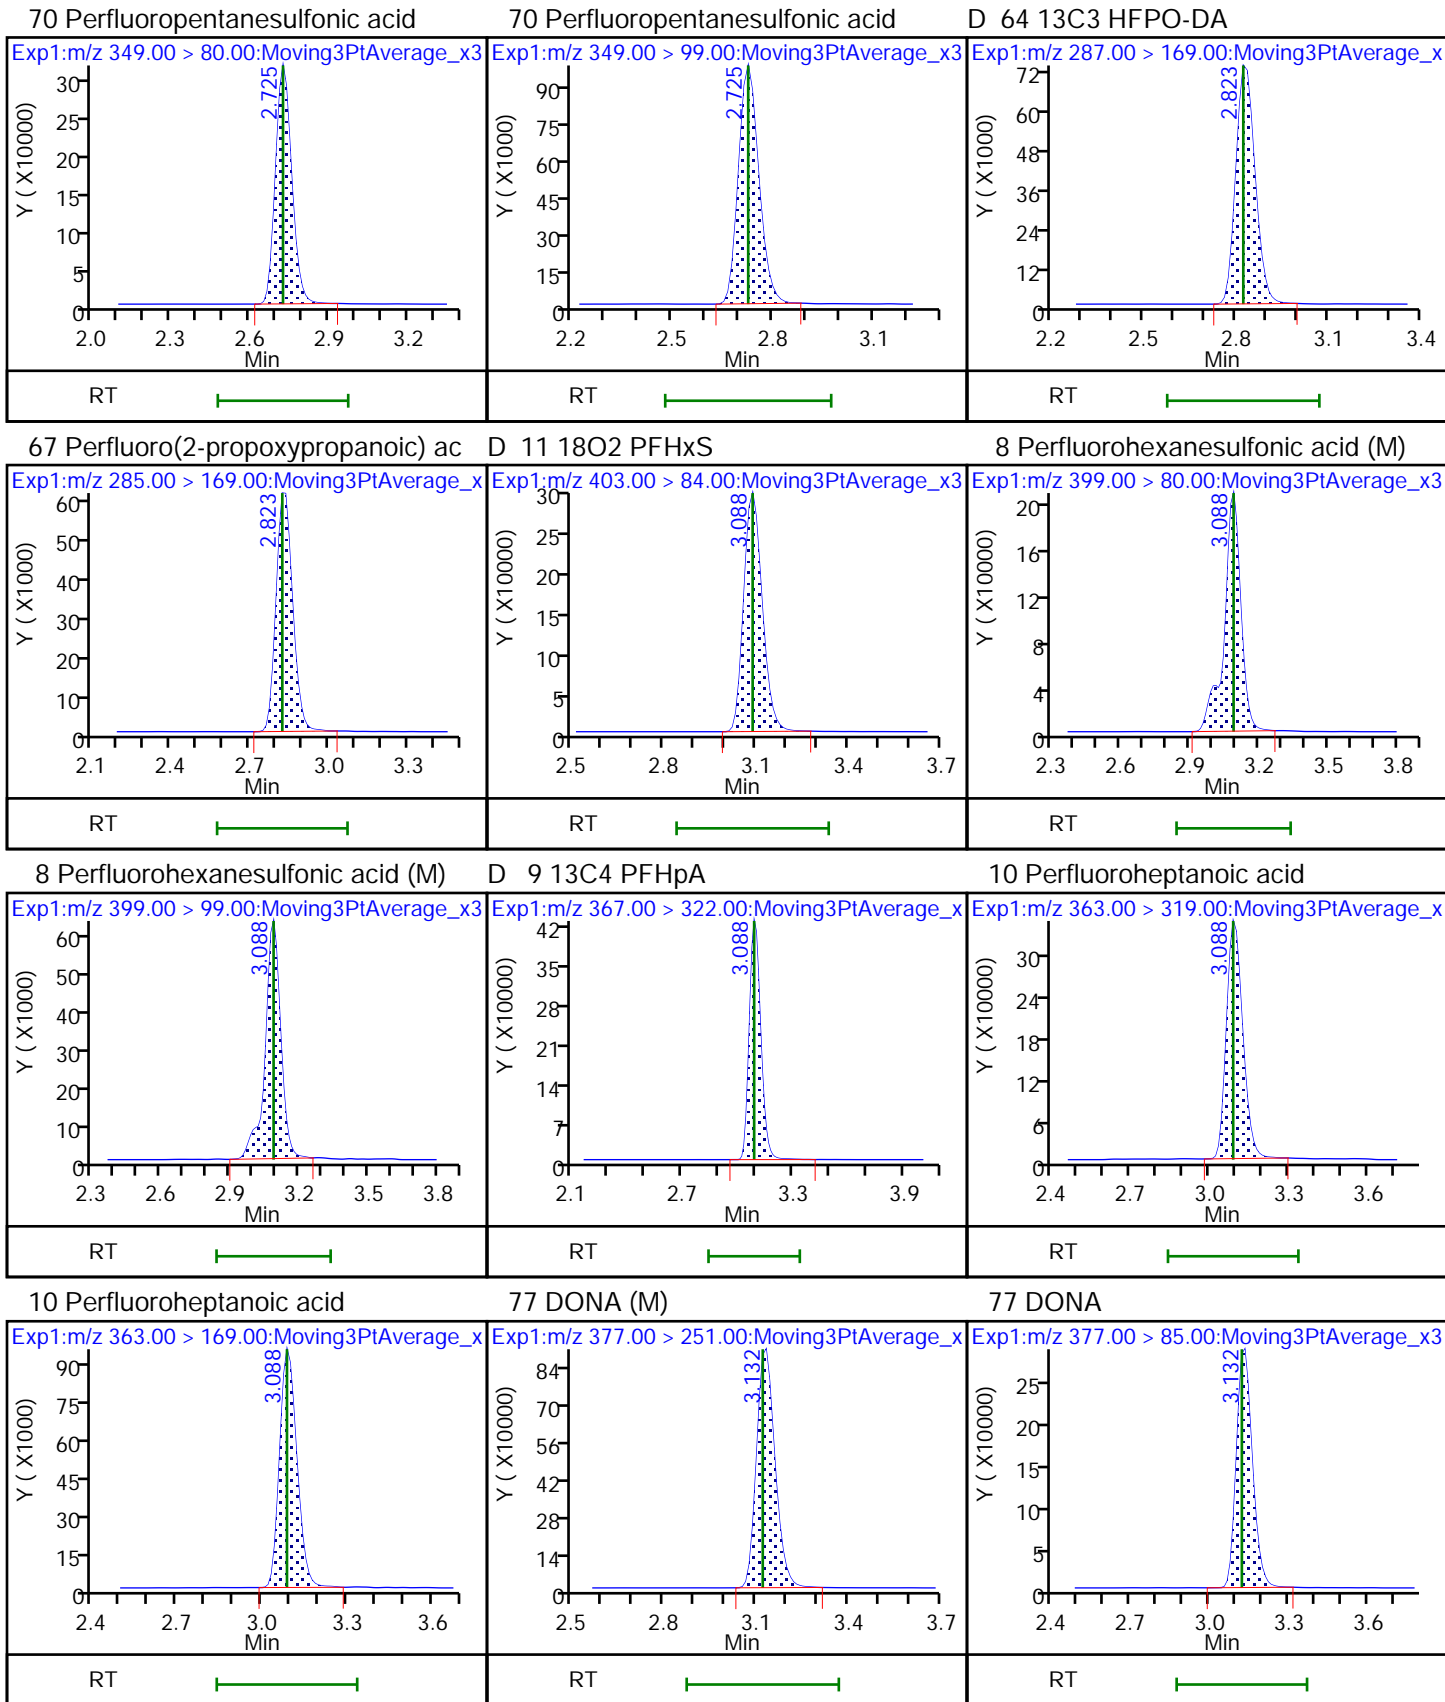 70 Perfluoropentanesulfonic acid
Exp1:m/z 349.00 > 80.00:Moving3PtAverage_x3
Y ( X10000)
30
25
20
15
10
5
0
2.725
2.0 2.3 2.6 2.9 3.2
Min
RT
70 Perfluoropentanesulfonic acid
Exp1:m/z 349.00 > 99.00:Moving3PtAverage_x3
Y ( X1000)
90
75
60
45
30
15
0
2.725
2.2 2.5 2.8 3.1
Min
RT
D 64 13C3 HFPO-DA
Exp1:m/z 287.00 > 169.00:Moving3PtAverage_x
Y ( X1000)
72
60
48
36
24
12
0
2.823
2.2 2.5 2.8 3.1 3.4
Min
RT
67 Perfluoro(2-propoxypropanoic) ac
Exp1:m/z 285.00 > 169.00:Moving3PtAverage_x
Y ( X1000)
60
50
40
30
20
10
0
2.823
2.1 2.4 2.7 3.0 3.3
Min
RT
D 11 18O2 PFHxS
Exp1:m/z 403.00 > 84.00:Moving3PtAverage_x3
Y ( X10000)
30
25
20
15
10
5
0
3.088
2.5 2.8 3.1 3.4 3.7
Min
RT
8 Perfluorohexanesulfonic acid (M)
Exp1:m/z 399.00 > 80.00:Moving3PtAverage_x3
Y ( X10000)
20
16
12
8
4
0
3.088
2.3 2.6 2.9 3.2 3.5 3.8
Min
RT
8 Perfluorohexanesulfonic acid (M)
Exp1:m/z 399.00 > 99.00:Moving3PtAverage_x3
Y ( X1000)
60
50
40
30
20
10
0
3.088
2.3 2.6 2.9 3.2 3.5 3.8
Min
RT
D 9 13C4 PFHpA
Exp1:m/z 367.00 > 322.00:Moving3PtAverage_x
Y ( X10000)
42
35
28
21
14
7
0
3.088
2.1 2.7 3.3 3.9
Min
RT
10 Perfluoroheptanoic acid
Exp1:m/z 363.00 > 319.00:Moving3PtAverage_x
Y ( X10000)
30
24
18
12
6
0
3.088
2.4 2.7 3.0 3.3 3.6
Min
RT
10 Perfluoroheptanoic acid
Exp1:m/z 363.00 > 169.00:Moving3PtAverage_x
Y ( X1000)
90
75
60
45
30
15
0
3.088
2.4 2.7 3.0 3.3 3.6
Min
RT
77 DONA (M)
Exp1:m/z 377.00 > 251.00:Moving3PtAverage_x
Y ( X10000)
84
70
56
42
28
14
0
3.132
2.5 2.8 3.1 3.4 3.7
Min
RT
77 DONA
Exp1:m/z 377.00 > 85.00:Moving3PtAverage_x3
Y ( X10000)
25
20
15
10
5
0
3.132
2.4 2.7 3.0 3.3 3.6
Min
RT